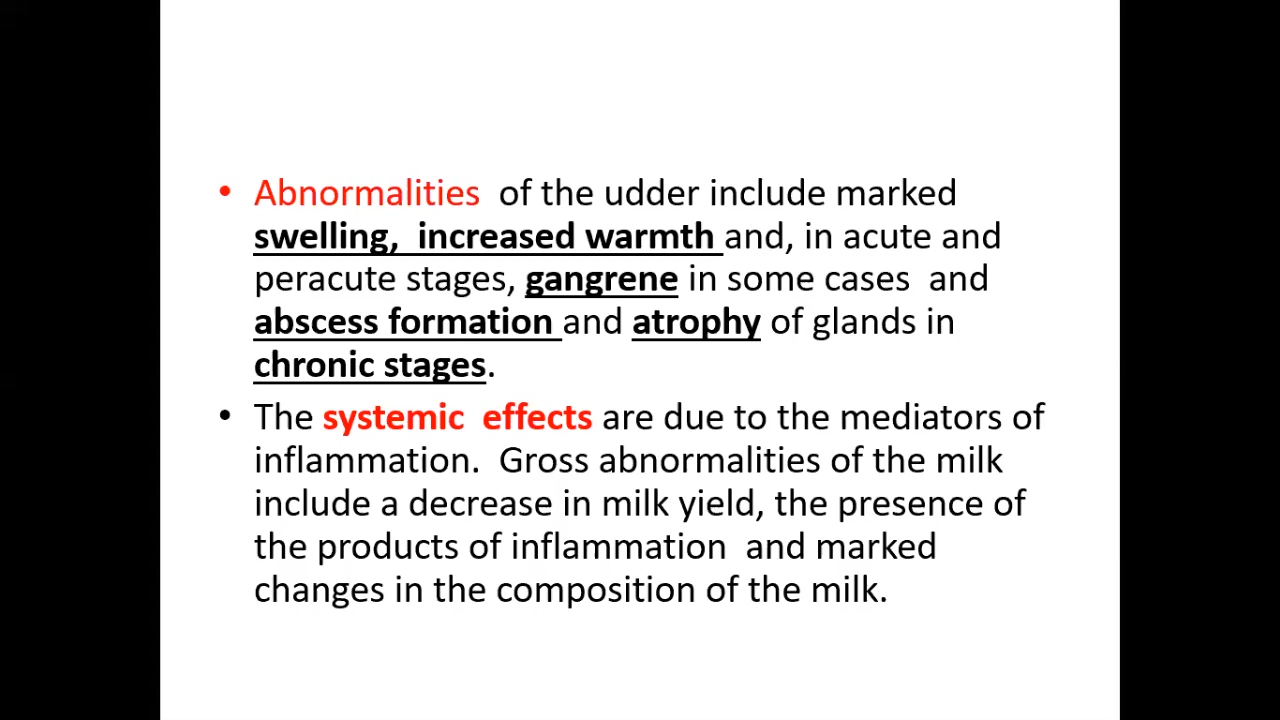 • Abnormalities of the udder include marked
swelling, increased warmth and, in acute and
peracute stages, gangrene in some cases and
abscess formation and atrophy of glands in
chronic stages.
• The systemic effects are due to the mediators of
inflammation. Gross abnormalities of the milk
include a decrease in milk yield, the presence of
the products of inflammation and marked
changes in the composition of the milk.